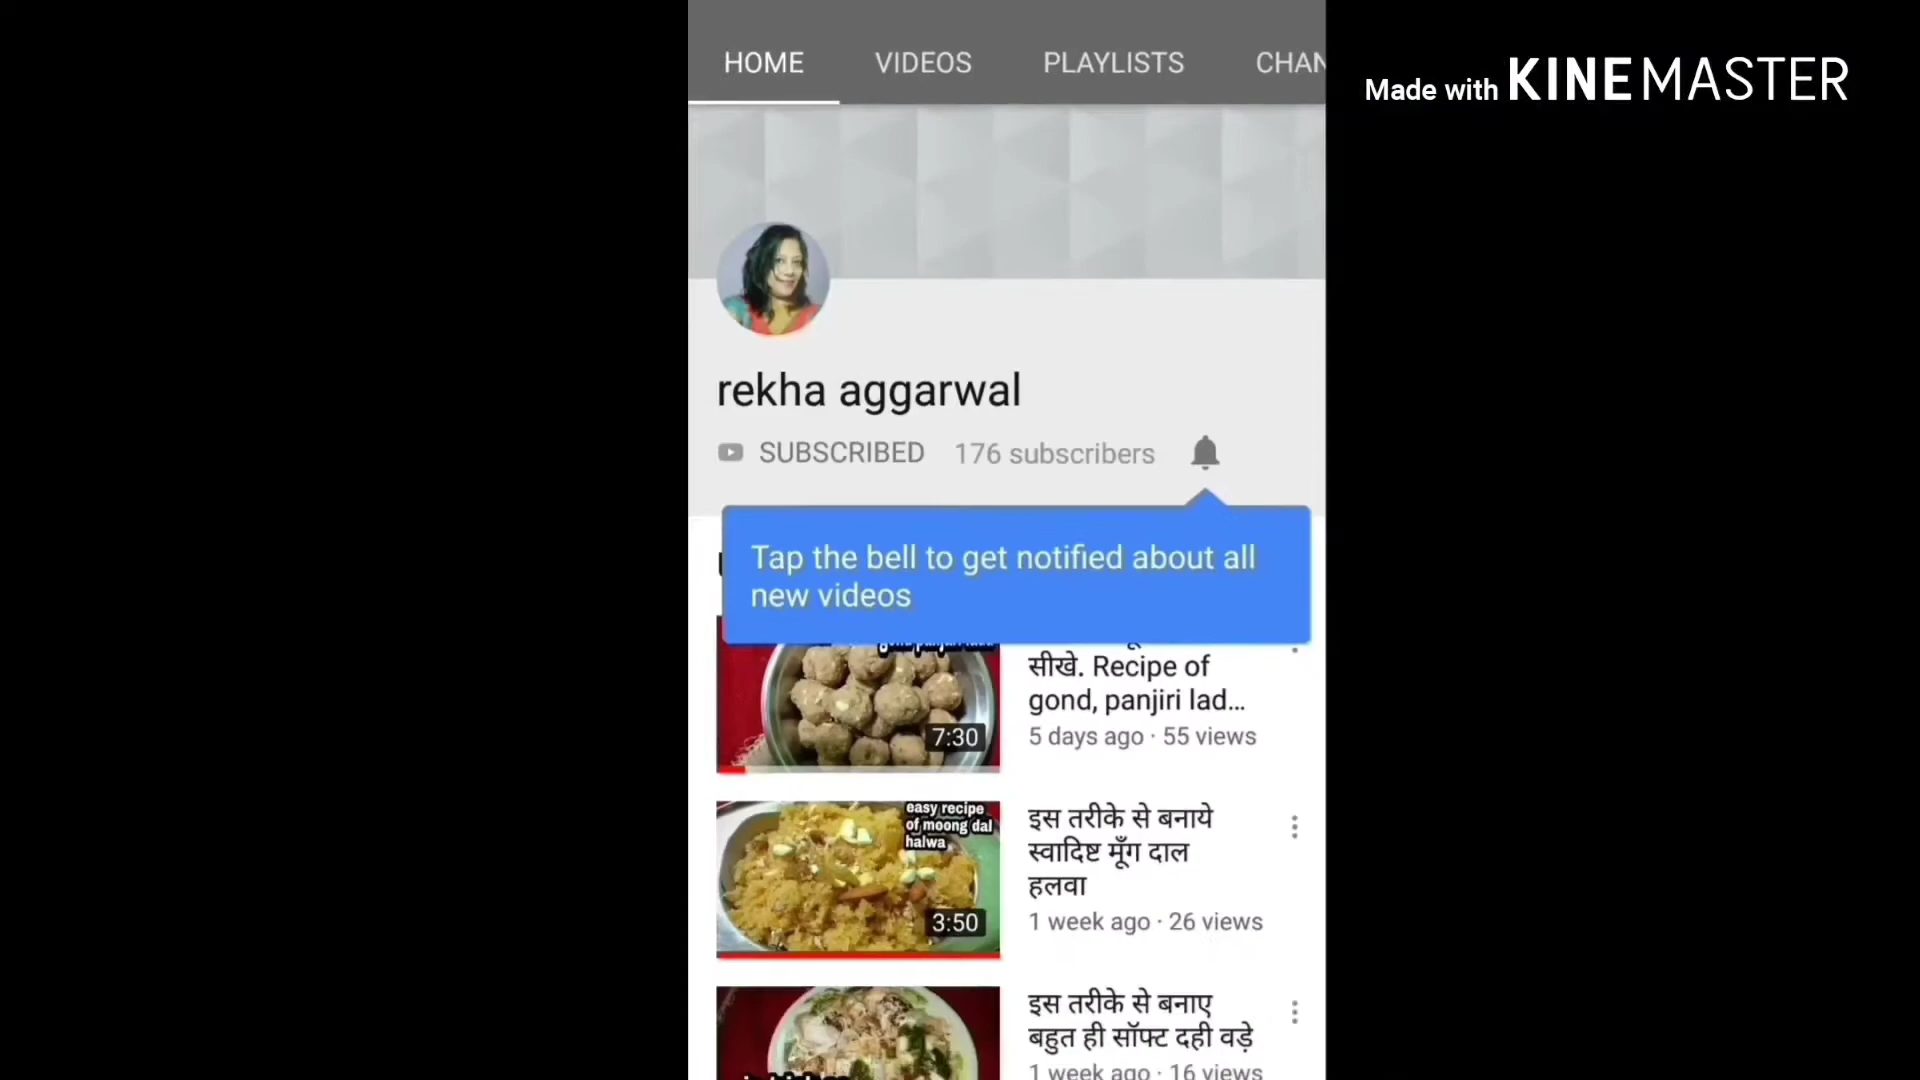 HOME VIDEOS PLAYLISTS CHAN
Made with KINEMASTER
rekha aggarwal
SUBSCRIBED 176 subscribers
Tap the bell to get notified about all
new videos
सीखे. Recipe of
gond, panjiri lad...
5 days ago · 55 views
7:30
easy recipe
of moong dal
halwa
3:50
इस तरीके से बनाये
स्वादिष्ट मूँग दाल
हलवा
1 week ago · 26 views
इस तरीके से बनाए
बहुत ही सॉफ्ट दही वड़े
1 week ago · 16 views